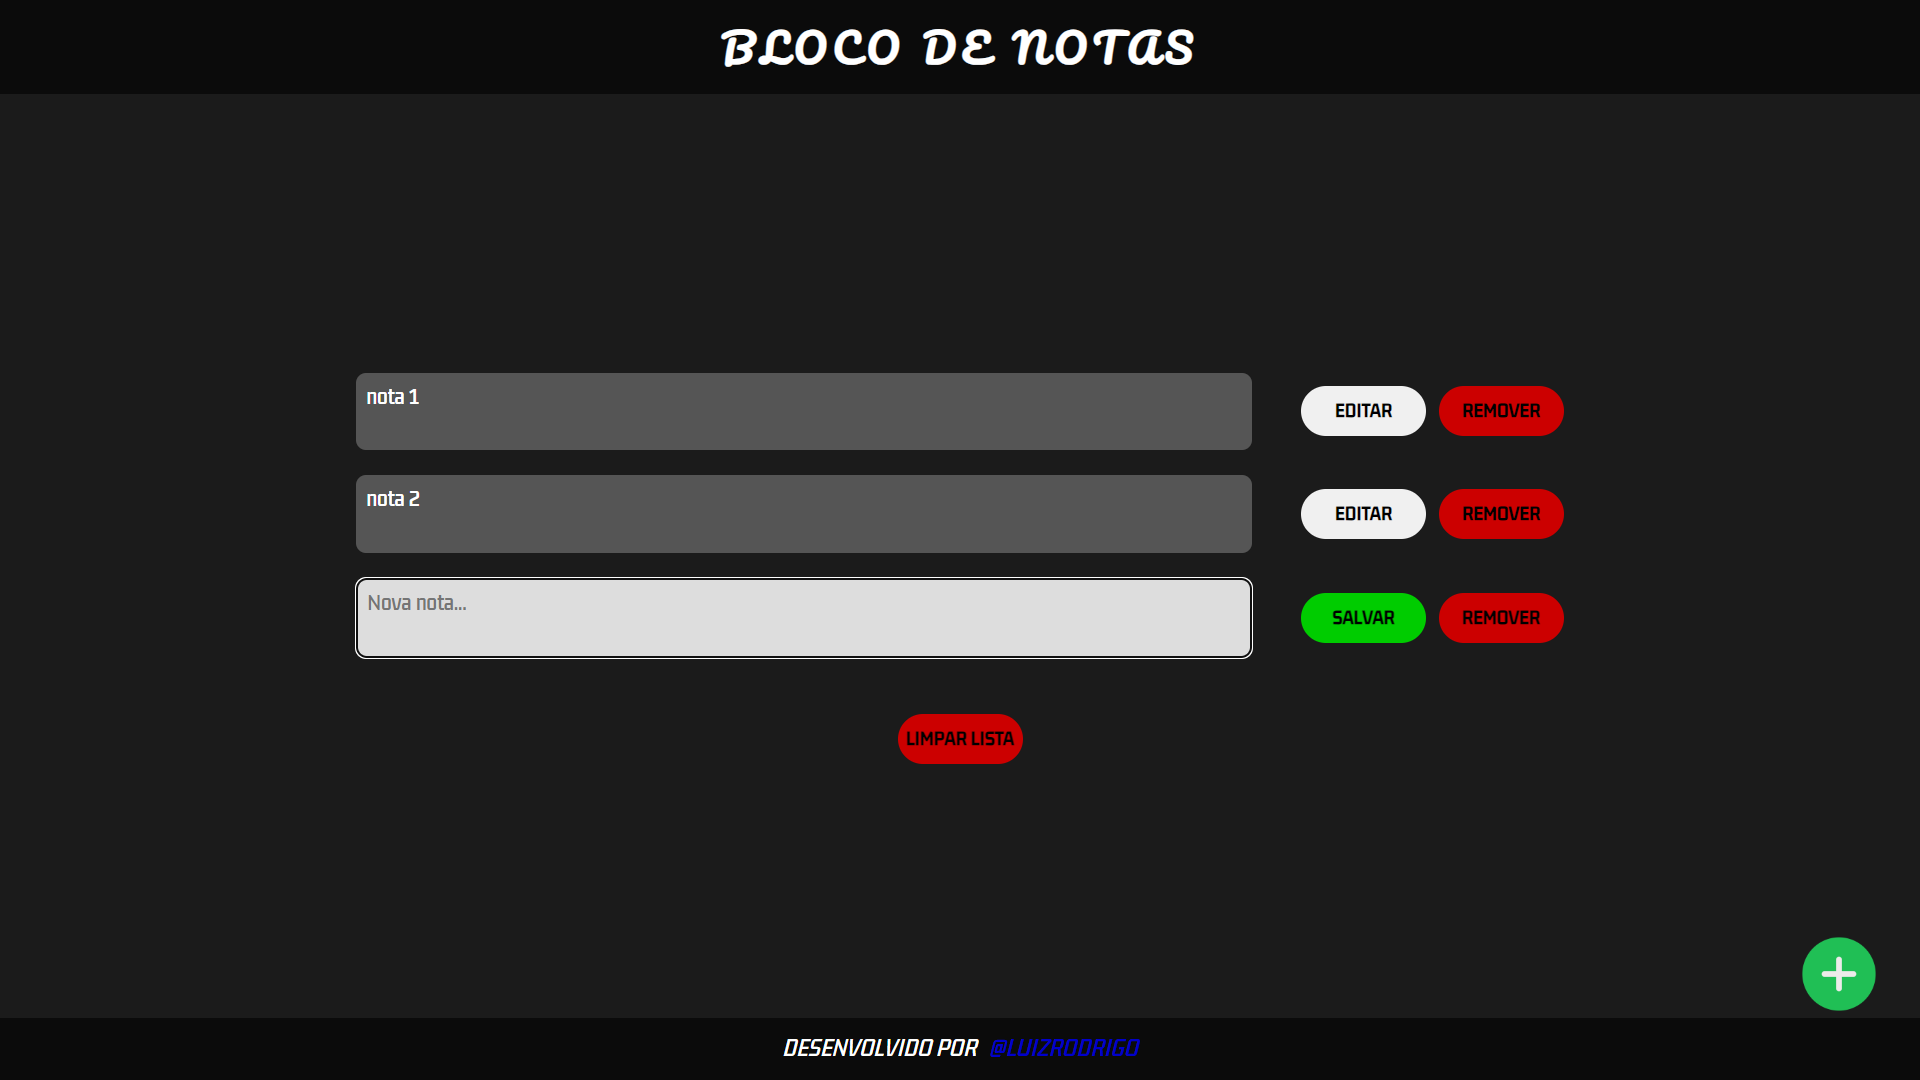 BLOCO DE NOTAS
nota 1
EDITAR REMOVER
nota 2
EDITAR REMOVER
Nova nota...
SALVAR REMOVER
LIMPAR LISTA
DESENVOLVIDO POR @LUIZRODRIGO